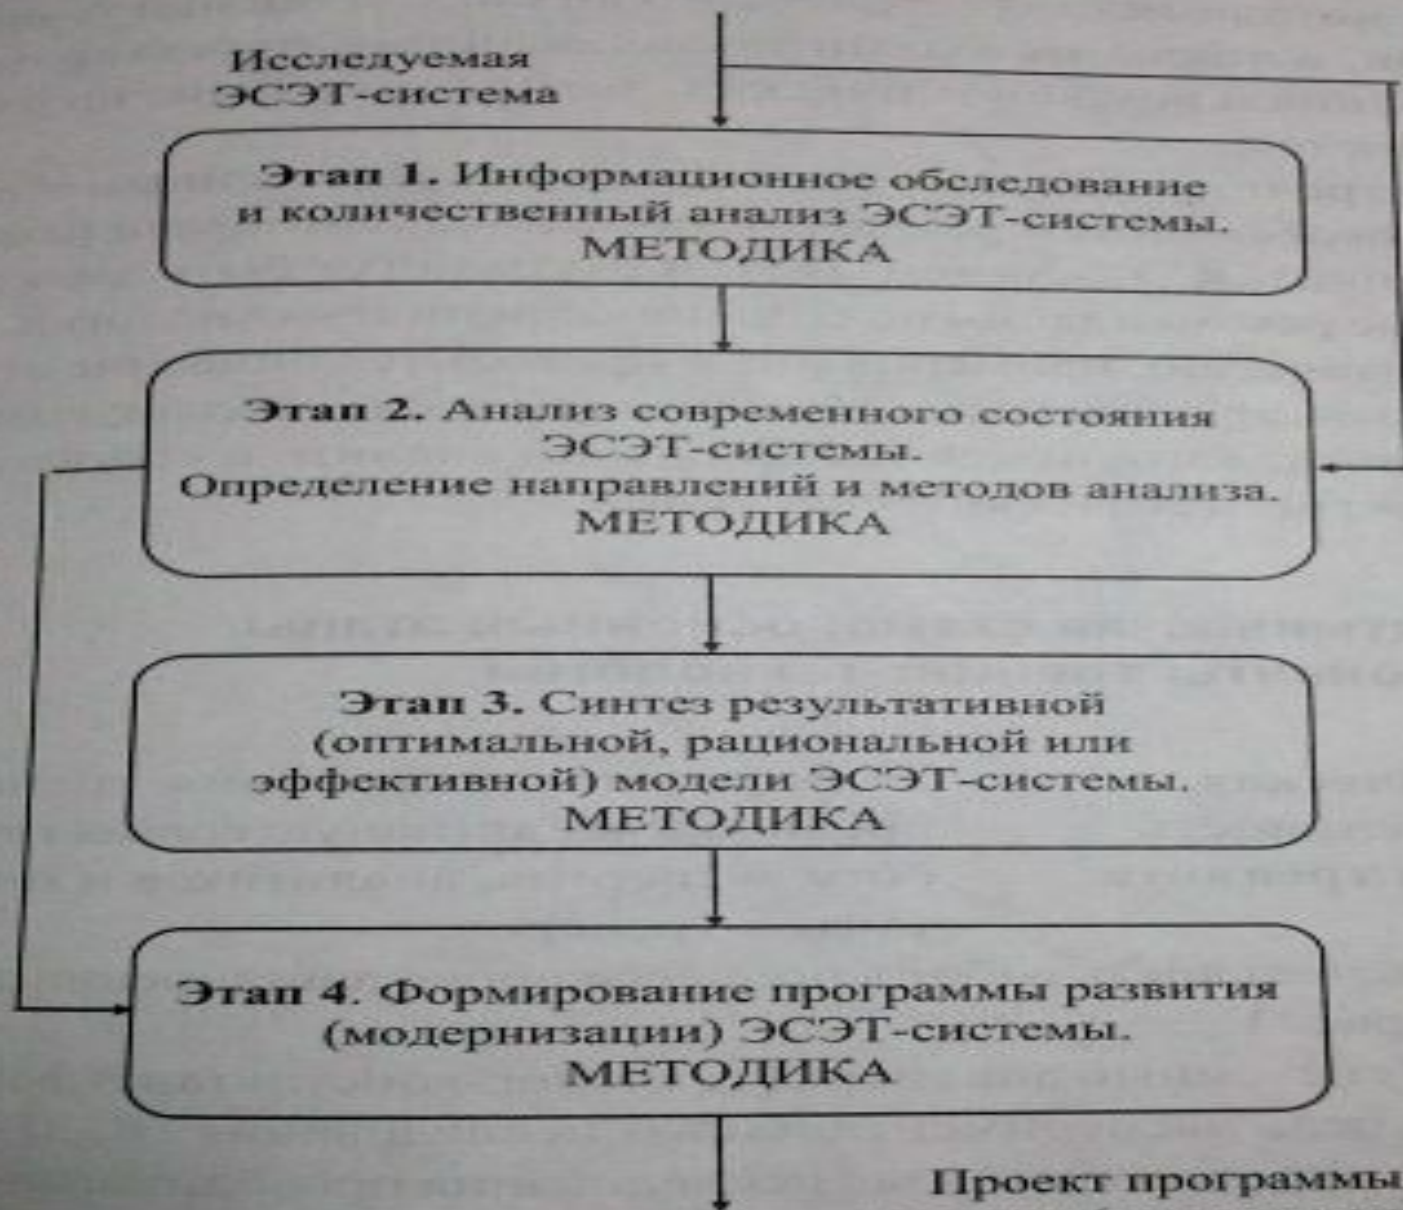 Исследуемая
ЭСЭТ-система
Этап 1. Информационное обследование
и количественный анализ ЭСЭТ-системы.
МЕТОДИКА
Этап 2. Анализ современного состояния
ЭСЭТ-системы.
Определение направлений и методов анализа.
МЕТОДИКА
Этап 3. Синтез результативной
(оптимальной, рациональной или
эффективной) модели ЭСЭТ-системы.
МЕТОДИКА
Этап 4. Формирование программы развития
(модернизации) ЭСЭТ-системы.
МЕТОДИКА
Проект программы